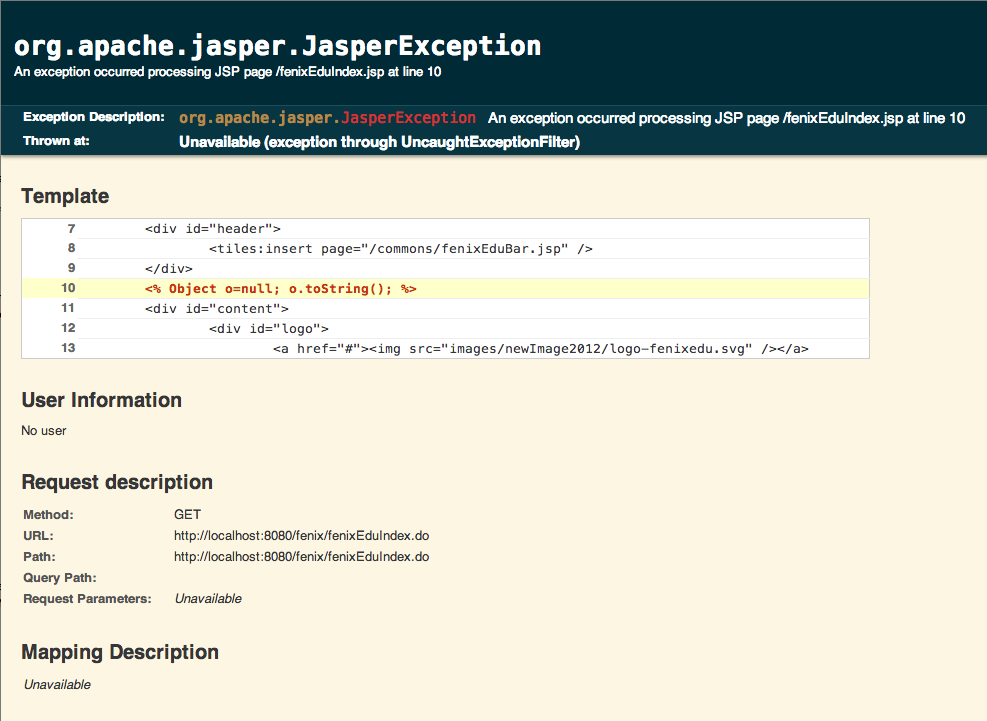 org.apache.jasper.JasperException
An exception occurred processing JSP page /fenixEduIndex.jsp at line 10
Exception Description: org.apache.jasper.JasperException An exception occurred processing JSP page /fenixEduIndex.jsp at line 10
Thrown at: Unavailable (exception through UncaughtExceptionFilter)
Template
7 <div id="header">
8 <tiles:insert page="/commons/fenixEduBar.jsp" />
9 </div>
10 <% Object o=null; o.toString(); %>
11 <div id="content">
12 <div id="logo">
13 <a href="#"><img src="images/newImage2012/logo-fenixedu.svg" /></a>
User Information
No user
Request description
Method: GET
URL: http://localhost:8080/fenix/fenixEduIndex.do
Path: http://localhost:8080/fenix/fenixEduIndex.do
Query Path:
Request Parameters: Unavailable
Mapping Description
Unavailable